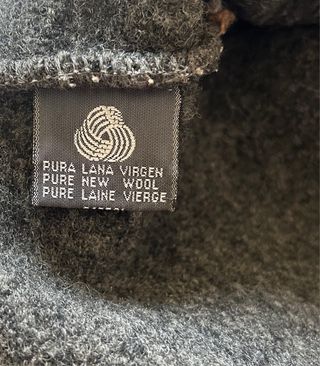 PURA LANA VIRGEN
PURE NEW WOOL
PURE LAINE VIERGE